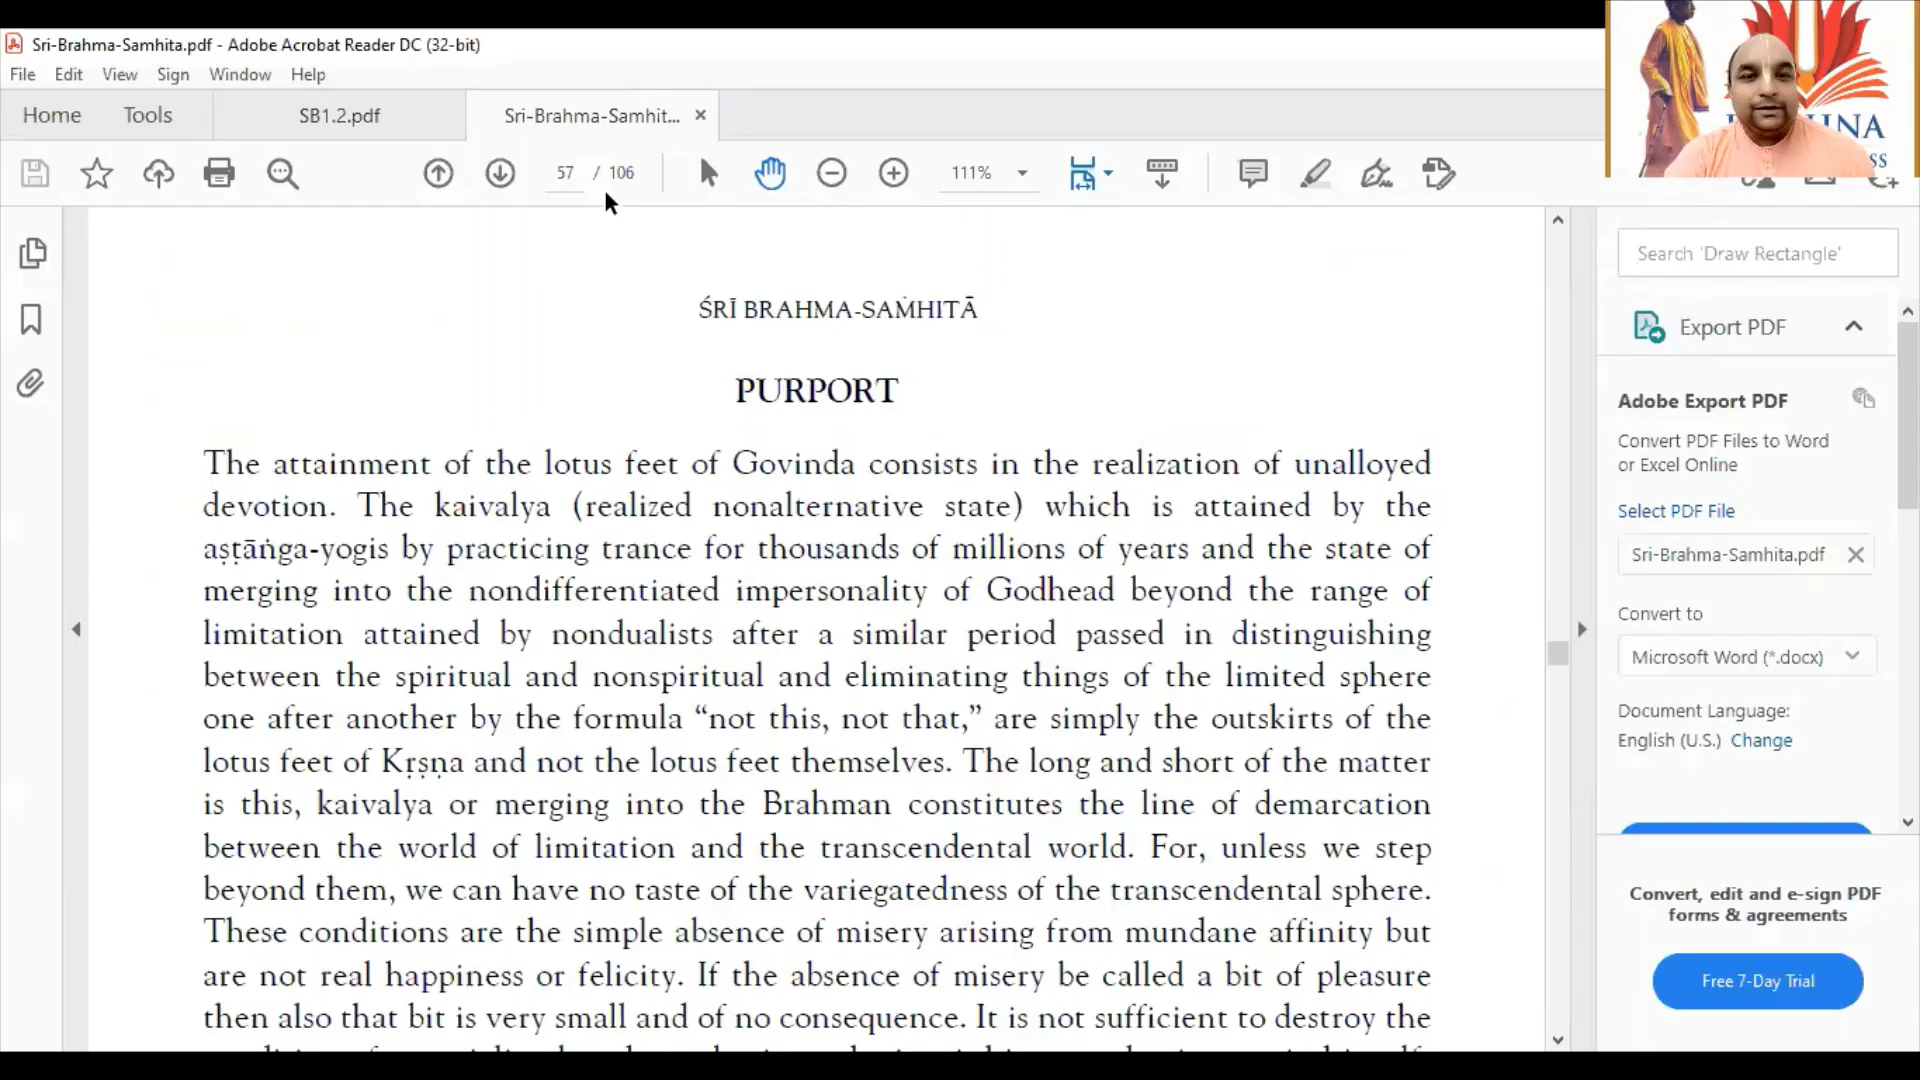 Sri-Brahma-Samhita.pdf - Adobe Acrobat Reader DC (32-bit)
File Edit View Sign Window Help
Home Tools SB1.2.pdf Sri-Brahma-Samhit... ×
57 / 106 111%
ŚRĪ BRAHMA-SAṀHITĀ
PURPORT
The attainment of the lotus feet of Govinda consists in the realization of unalloyed
devotion. The kaivalya (realized nonalternative state) which is attained by the
aṣṭāṅga-yogis by practicing trance for thousands of millions of years and the state of
merging into the nondifferentiated impersonality of Godhead beyond the range of
limitation attained by nondualists after a similar period passed in distinguishing
between the spiritual and nonspiritual and eliminating things of the limited sphere
one after another by the formula “not this, not that,” are simply the outskirts of the
lotus feet of Kṛṣṇa and not the lotus feet themselves. The long and short of the matter
is this, kaivalya or merging into the Brahman constitutes the line of demarcation
between the world of limitation and the transcendental world. For, unless we step
beyond them, we can have no taste of the variegatedness of the transcendental sphere.
These conditions are the simple absence of misery arising from mundane affinity but
are not real happiness or felicity. If the absence of misery be called a bit of pleasure
then also that bit is very small and of no consequence. It is not sufficient to destroy the
Search 'Draw Rectangle'
Export PDF
Adobe Export PDF
Convert PDF Files to Word
or Excel Online
Select PDF File
Sri-Brahma-Samhita.pdf
Convert to
Microsoft Word (*.docx)
Document Language:
English (U.S.) Change
Convert, edit and e-sign PDF
forms & agreements
Free 7-Day Trial